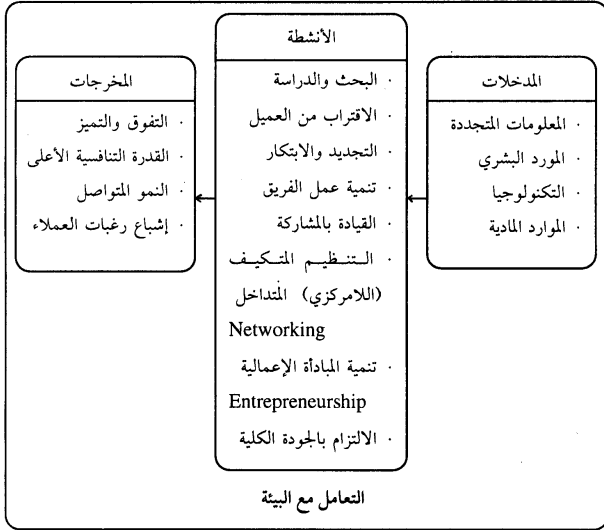 المدخلات
· المعلومات المتجددة
· المورد البشري
· التكنولوجيا
· الموارد المادية
الأنشطة
· البحث والدراسة
· الاقتراب من العميل
· التجديد والابتكار
· تنمية عمل الفريق
· القيادة بالمشاركة
· التنظيم المتكيف
(اللامركزي) المتداخل
Networking
· تنمية المبادأة الإعمالية
Entrepreneurship
· الالتزام بالجودة الكلية
المخرجات
· التفوق والتميز
· القدرة التنافسية الأعلى
· النمو المتواصل
· إشباع رغبات العملاء
التعامل مع البيئة